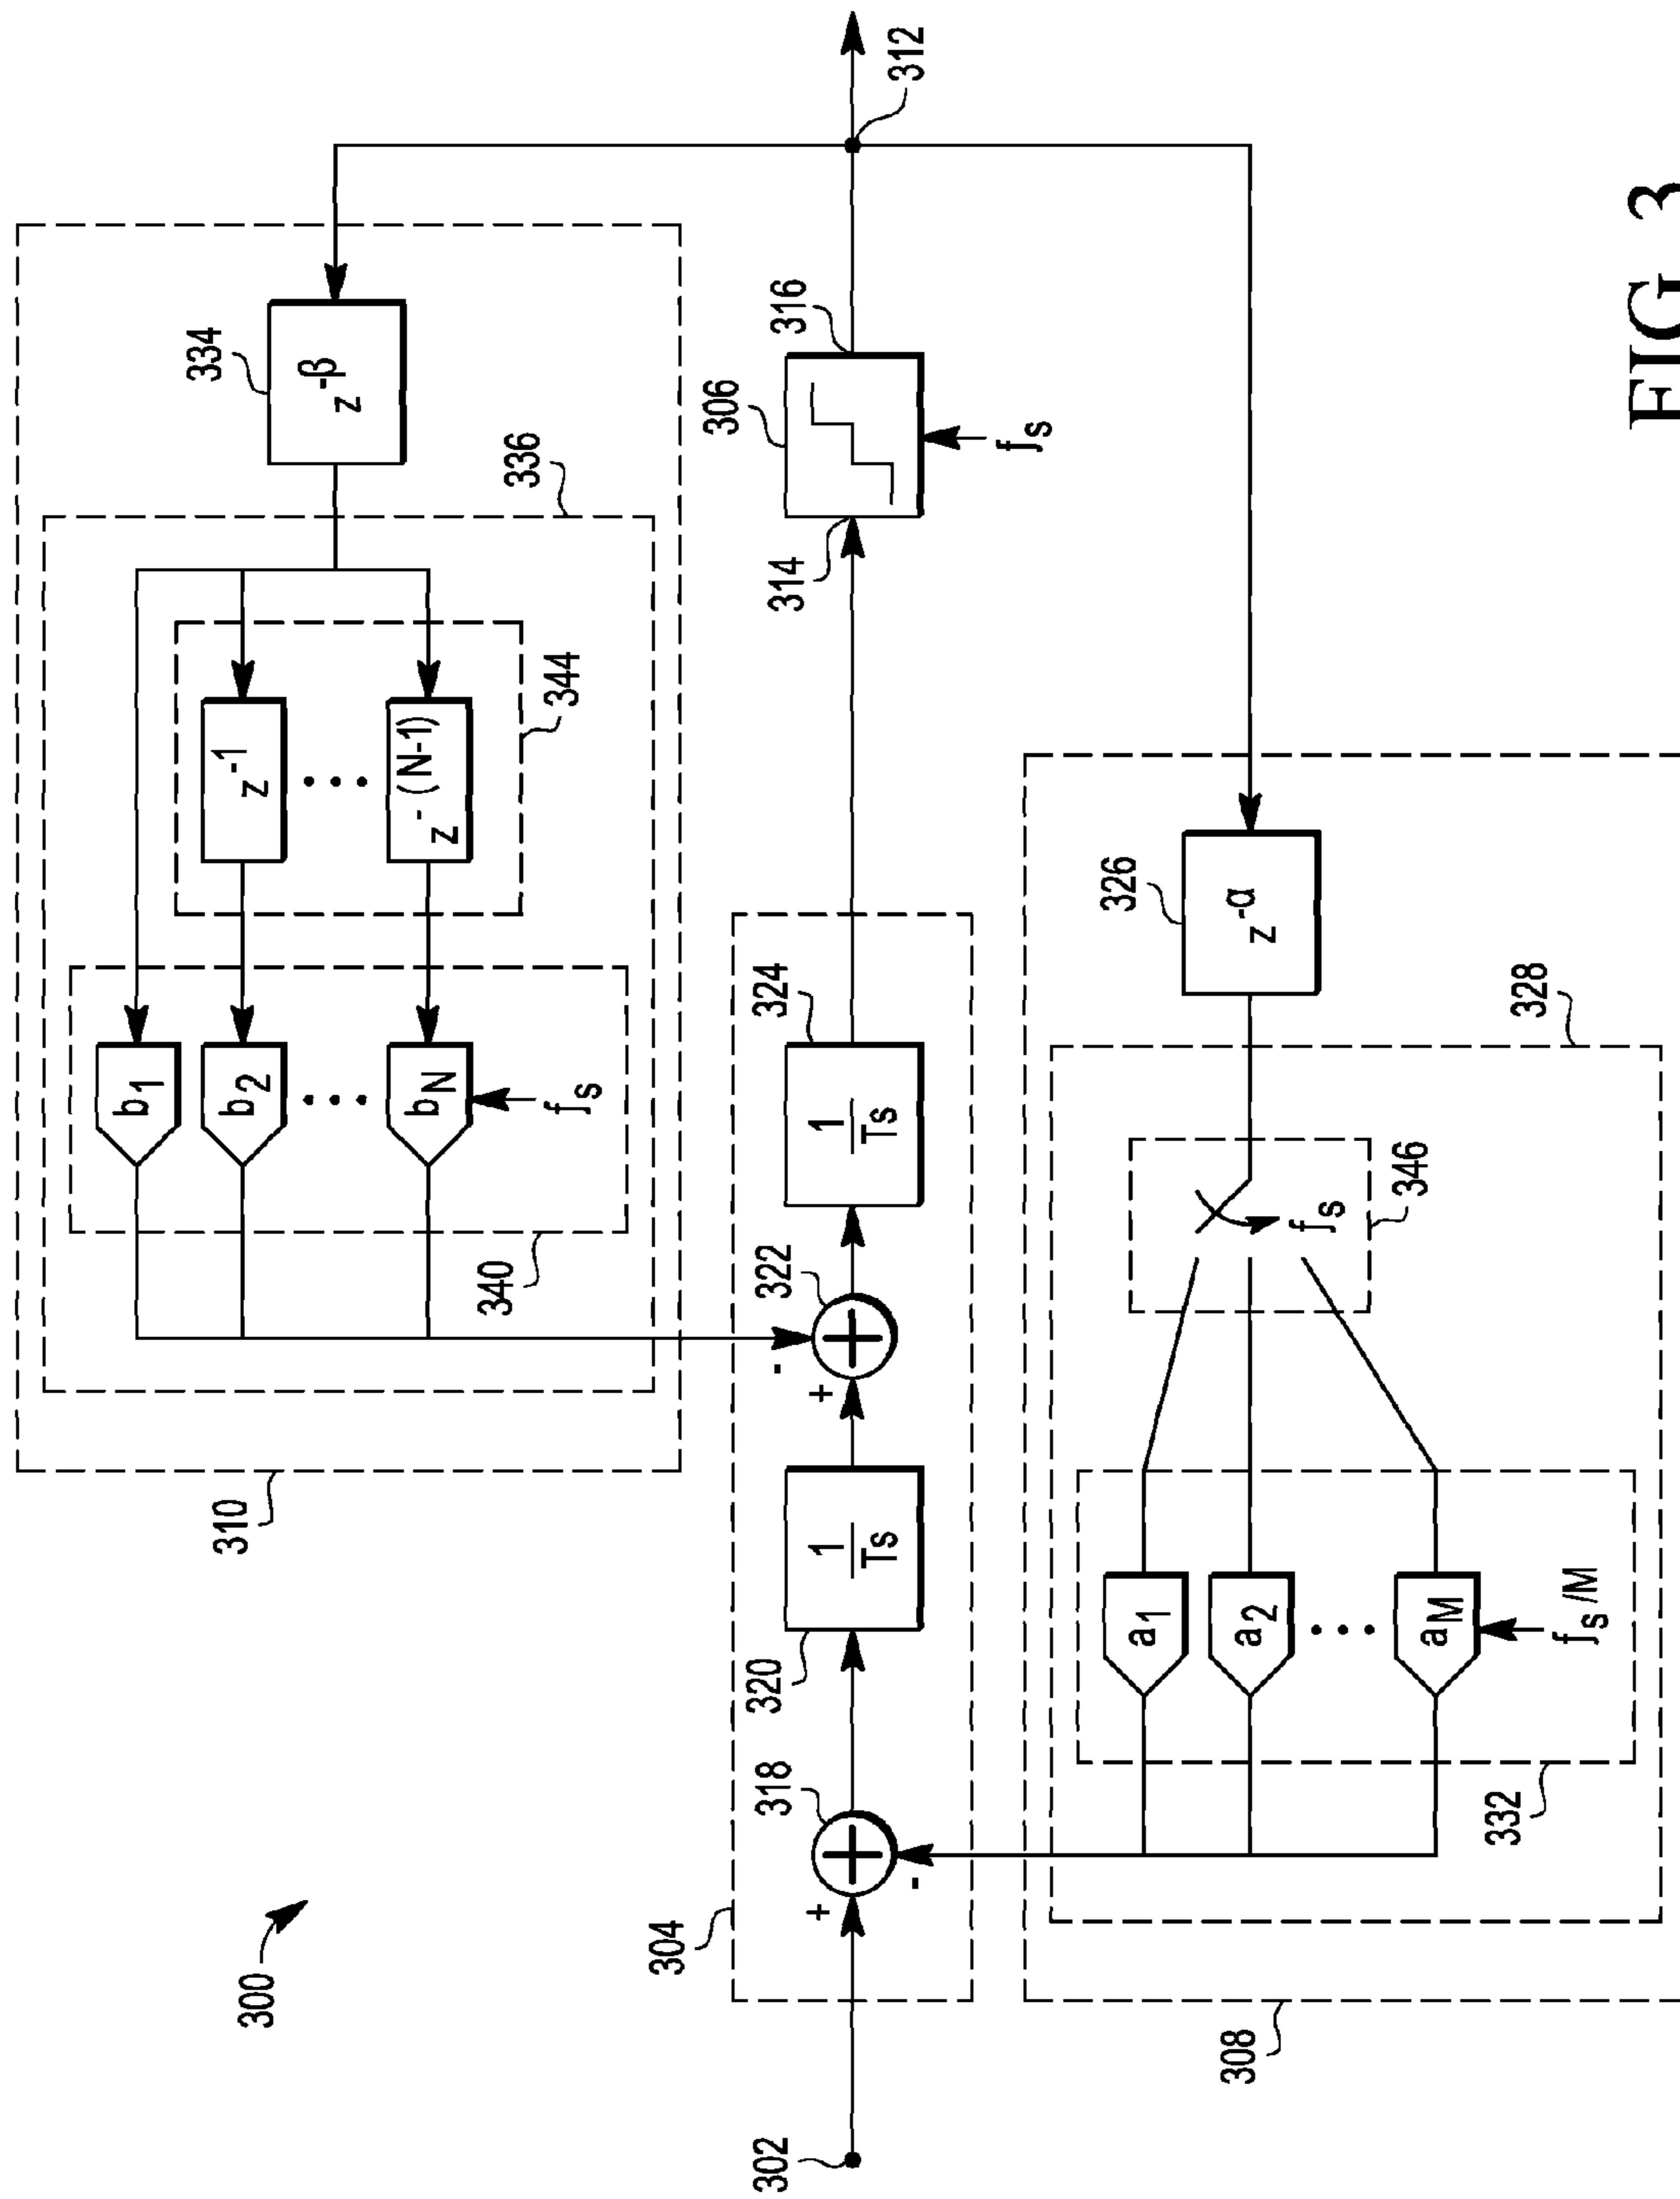 300
310
340
b1
b2
bN
fs
336
344
z-1
z-(N-1)
334
z-β
302
304
318
+
-
320
1
Ts
322
+
-
324
1
Ts
314
306
316
fs
312
308
332
a1
a2
aM
fs/M
346
fs
328
326
z-α
FIG 3